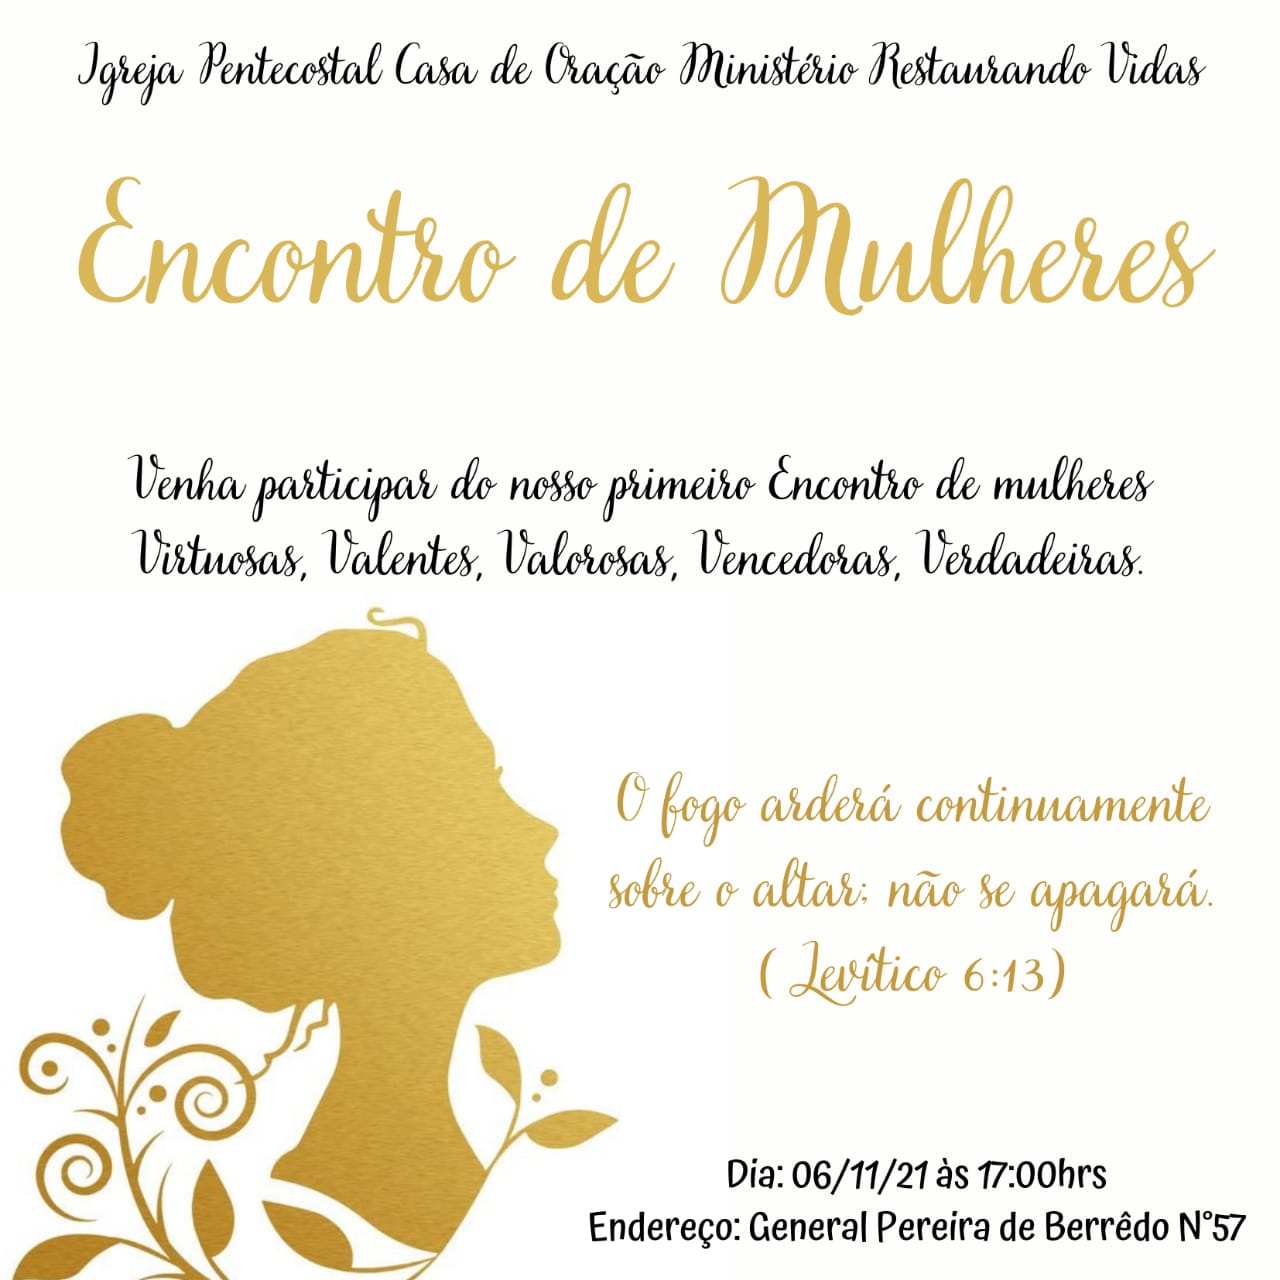 Igreja Pentecostal Casa de Oração Ministério Restaurando Vidas
Encontro de Mulheres
Venha participar do nosso primeiro Encontro de mulheres
Virtuosas, Valentes, Valorosas, Vencedoras, Verdadeiras.
O fogo arderá continuamente
sobre o altar; não se apagará.
( Levítico 6:13)
Dia: 06/11/21 às 17:00hrs
Endereço: General Pereira de Berrêdo N°57